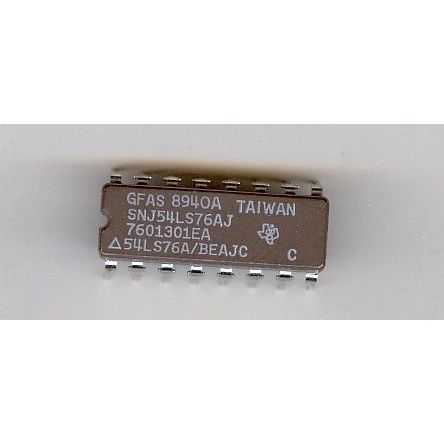 GFAS 8940A TAIWAN
SNJ54LS76AJ
7601301EA
△54LS76A/BEAJC C